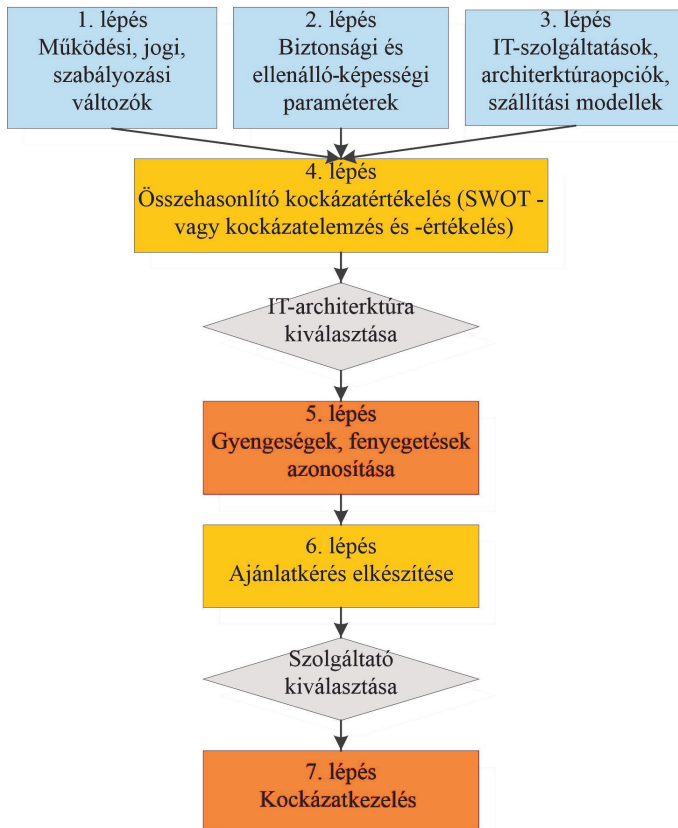 1. lépés
Működési, jogi,
szabályozási
változók
2. lépés
Biztonsági és
ellenálló-képességi
paraméterek
3. lépés
IT-szolgáltatások,
architerktúraopciók,
szállítási modellek
4. lépés
Összehasonlító kockázatértékelés (SWOT -
vagy kockázatelemzés és -értékelés)
IT-architerktúra
kiválasztása
5. lépés
Gyengeségek, fenyegetések
azonosítása
6. lépés
Ajánlatkérés elkészítése
Szolgáltató
kiválasztása
7. lépés
Kockázatkezelés